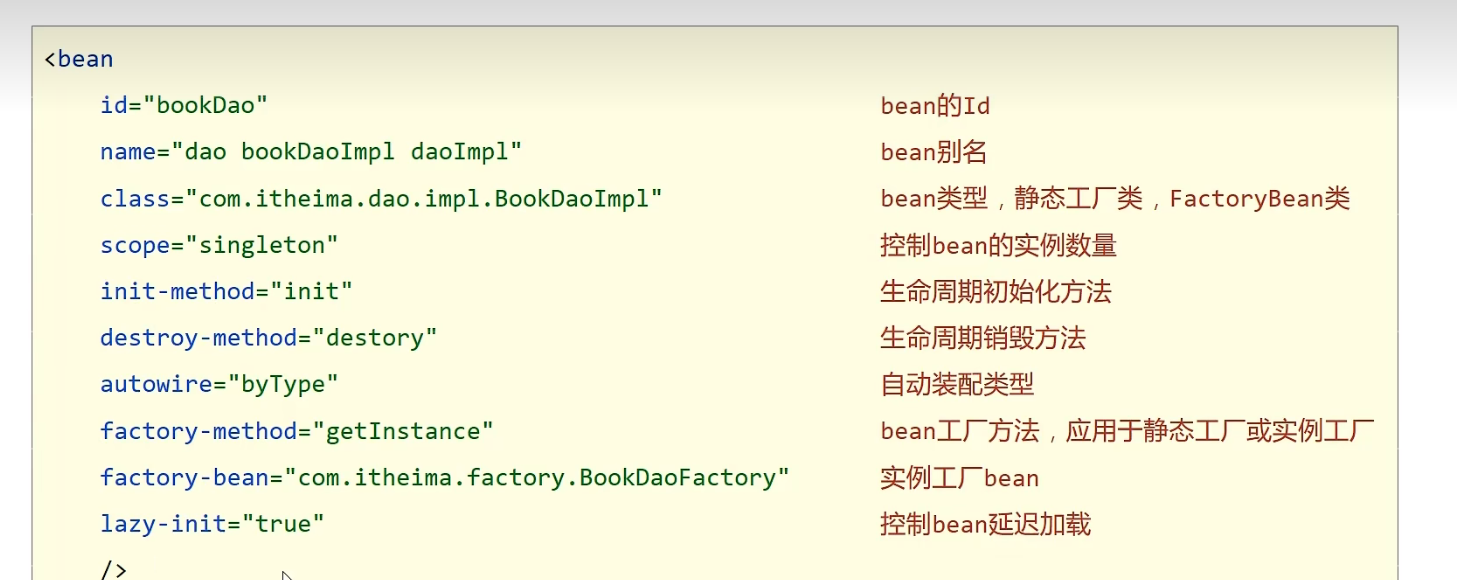 <bean
id="bookDao" bean的Id
name="dao bookDaoImpl daoImpl" bean别名
class="com.itheima.dao.impl.BookDaoImpl" bean类型，静态工厂类，FactoryBean类
scope="singleton" 控制bean的实例数量
init-method="init" 生命周期初始化方法
destroy-method="destory" 生命周期销毁方法
autowire="byType" 自动装配类型
factory-method="getInstance" bean工厂方法，应用于静态工厂或实例工厂
factory-bean="com.itheima.factory.BookDaoFactory" 实例工厂bean
lazy-init="true" 控制bean延迟加载
/>